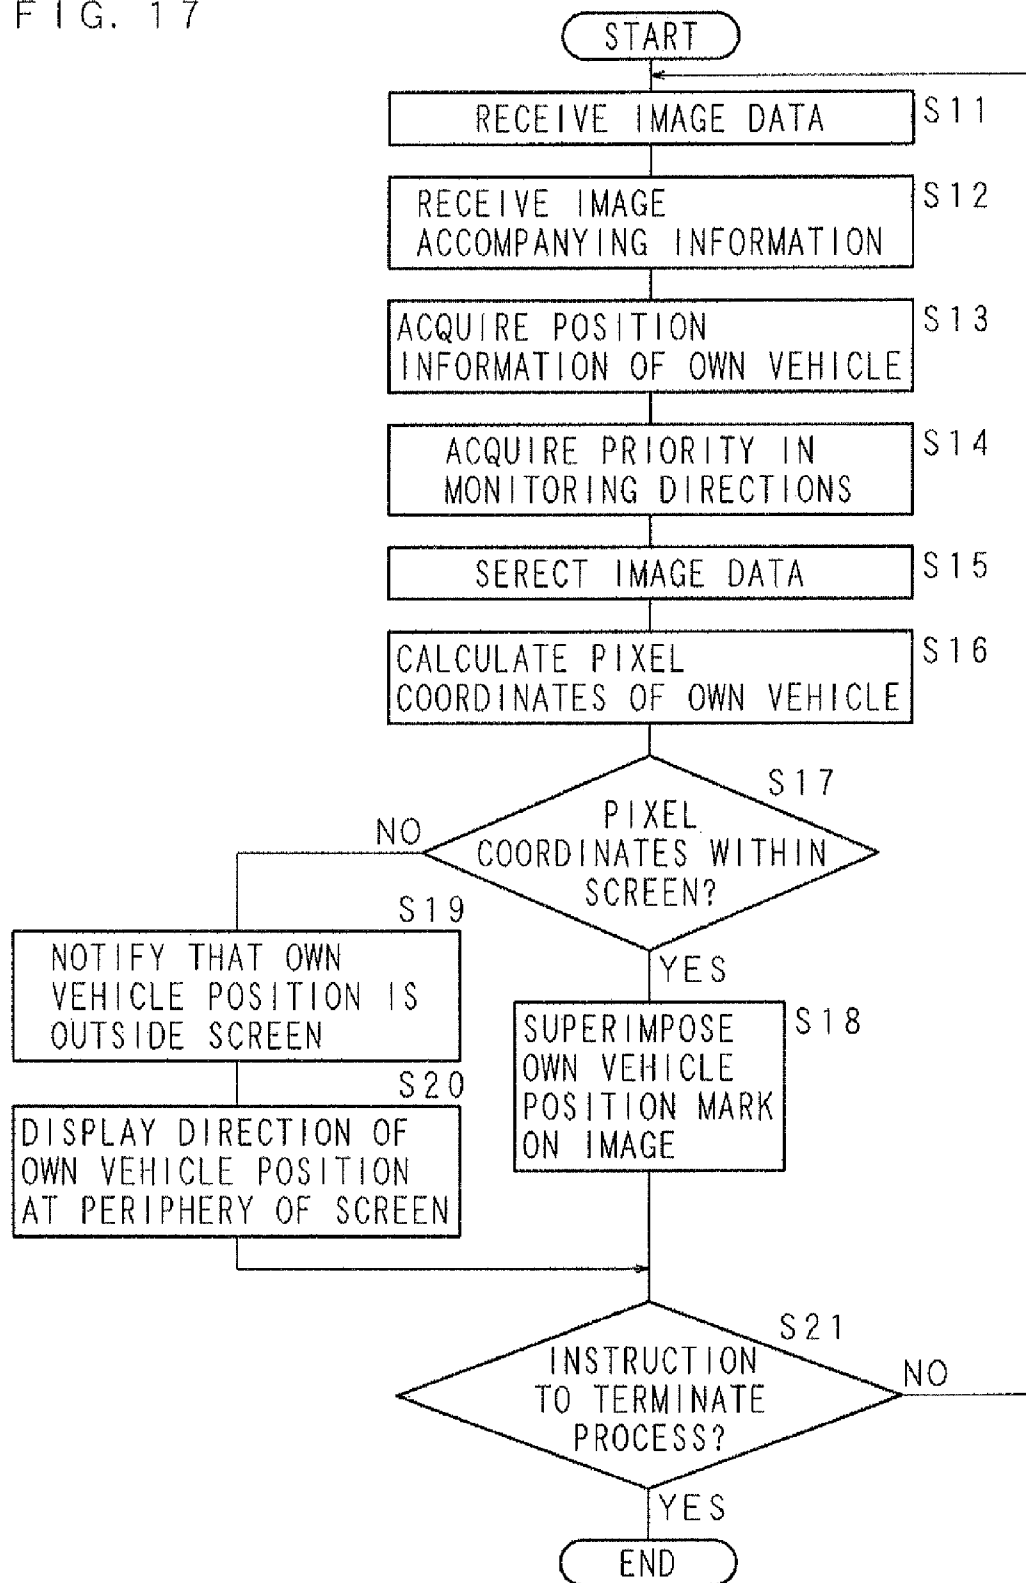 FIG. 17
START
RECEIVE IMAGE DATA
S11
RECEIVE IMAGE
ACCOMPANYING INFORMATION
S12
ACQUIRE POSITION
INFORMATION OF OWN VEHICLE
S13
ACQUIRE PRIORITY IN
MONITORING DIRECTIONS
S14
SERECT IMAGE DATA
S15
CALCULATE PIXEL
COORDINATES OF OWN VEHICLE
S16
S17
PIXEL
COORDINATES WITHIN
SCREEN?
NO
YES
S19
NOTIFY THAT OWN
VEHICLE POSITION IS
OUTSIDE SCREEN
S20
DISPLAY DIRECTION OF
OWN VEHICLE POSITION
AT PERIPHERY OF SCREEN
S18
SUPERIMPOSE
OWN VEHICLE
POSITION MARK
ON IMAGE
S21
INSTRUCTION
TO TERMINATE
PROCESS?
NO
YES
END